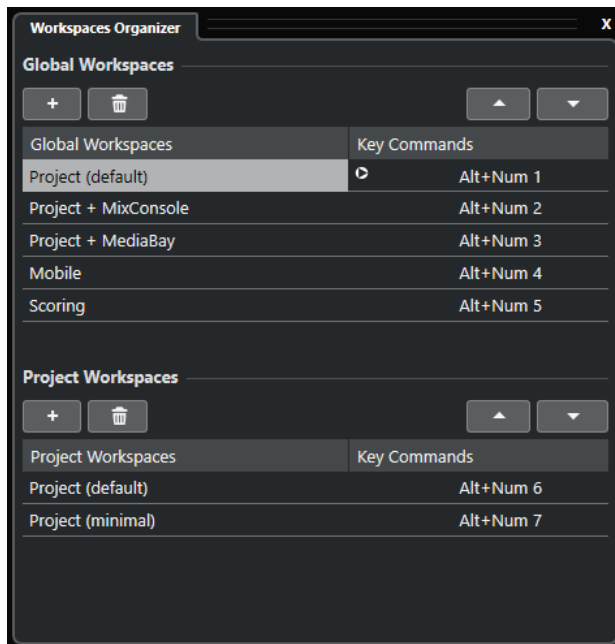 Workspaces Organizer X
Global Workspaces
+
Global Workspaces Key Commands
Project (default) Alt+Num 1
Project + MixConsole Alt+Num 2
Project + MediaBay Alt+Num 3
Mobile Alt+Num 4
Scoring Alt+Num 5
Project Workspaces
+
Project Workspaces Key Commands
Project (default) Alt+Num 6
Project (minimal) Alt+Num 7